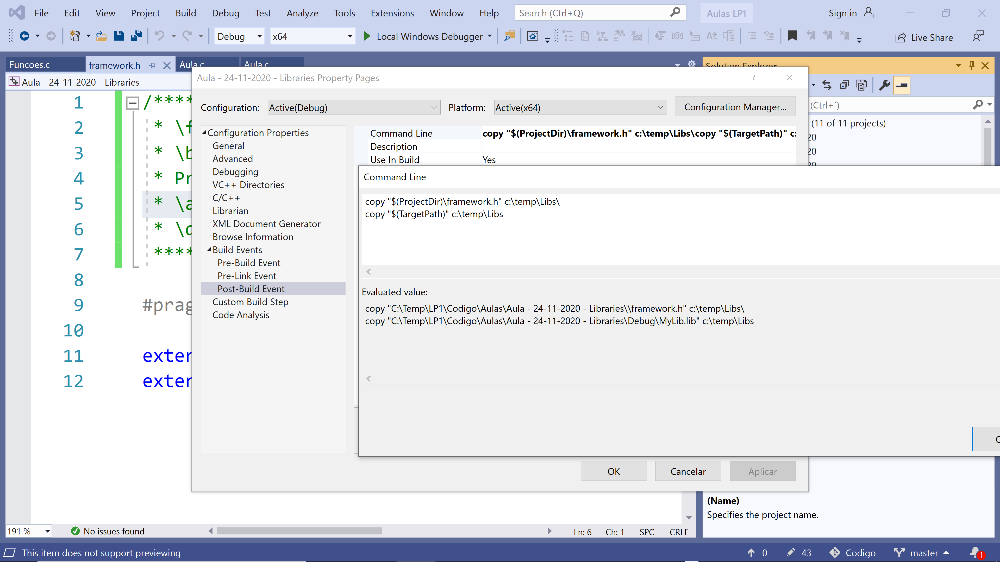 File Edit View Project Build Debug Test Analyze Tools Extensions Window Help Search (Ctrl+Q) Aulas LP1 Sign in
Debug x64 Local Windows Debugger Live Share
Funcoes.c framework.h Aula.c Aula.c Solution Explorer
Aula - 24-11-2020 - Libraries
Aula - 24-11-2020 - Libraries Property Pages ?
Configuration: Active(Debug) Platform: Active(x64) Configuration Manager...
(Ctrl+´)
(11 of 11 projects)
20
20
20
1 /****
2 * \f
3 * \b
4 * Pr
5 * \a
6 * \d
7 ****
8
9 #prag
10
11 exter
12 exter
Configuration Properties
General
Advanced
Debugging
VC++ Directories
C/C++
Librarian
XML Document Generator
Browse Information
Build Events
Pre-Build Event
Pre-Link Event
Post-Build Event
Custom Build Step
Code Analysis
Command Line copy "$(ProjectDir)\framework.h" c:\temp\Libs\copy "$(TargetPath)" c:
Description
Use In Build Yes
Command Line
copy "$(ProjectDir)\framework.h" c:\temp\Libs\
copy "$(TargetPath)" c:\temp\Libs
Evaluated value:
copy "C:\Temp\LP1\Codigo\Aulas\Aula - 24-11-2020 - Libraries\\framework.h" c:\temp\Libs\
copy "C:\Temp\LP1\Codigo\Aulas\Aula - 24-11-2020 - Libraries\Debug\MyLib.lib" c:\temp\Libs
OK Cancelar Aplicar
(Name)
Specifies the project name.
191 % No issues found Ln: 6 Ch: 1 SPC CRLF
This item does not support previewing 0 43 Codigo master 1